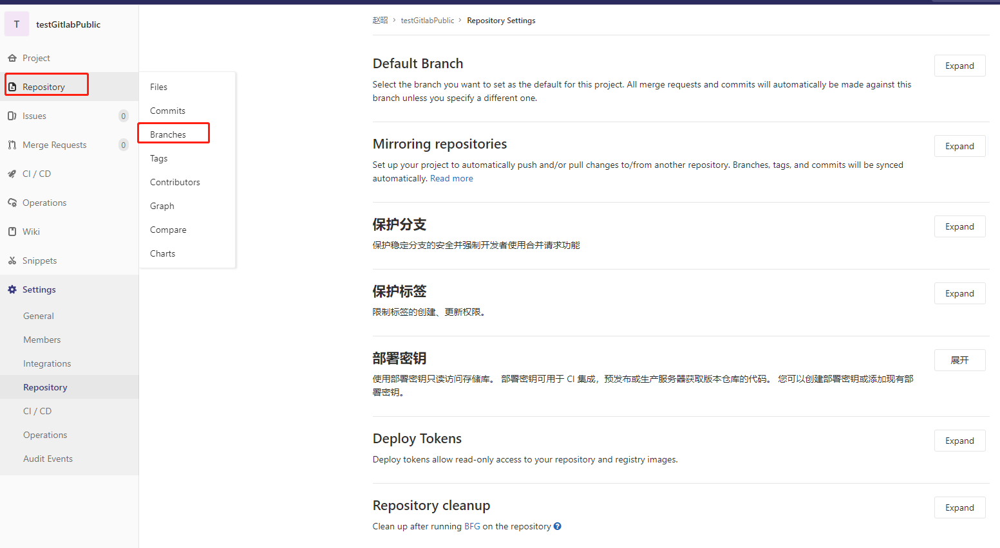 T
testGitlabPublic
Project
Repository
Issues 0
Merge Requests 0
CI / CD
Operations
Wiki
Snippets
Settings
General
Members
Integrations
Repository
CI / CD
Operations
Audit Events
Files
Commits
Branches
Tags
Contributors
Graph
Compare
Charts
赵昭 > testGitlabPublic > Repository Settings
Default Branch
Expand
Select the branch you want to set as the default for this project. All merge requests and commits will automatically be made against this
branch unless you specify a different one.
Mirroring repositories
Expand
Set up your project to automatically push and/or pull changes to/from another repository. Branches, tags, and commits will be synced
automatically. Read more
保护分支
Expand
保护稳定分支的安全并强制开发者使用合并请求功能
保护标签
Expand
限制标签的创建、更新权限。
部署密钥
展开
使用部署密钥只读访问存储库。 部署密钥可用于 CI 集成，预发布或生产服务器获取版本仓库的代码。 您可以创建部署密钥或添加现有部
署密钥。
Deploy Tokens
Expand
Deploy tokens allow read-only access to your repository and registry images.
Repository cleanup
Expand
Clean up after running BFG on the repository ?